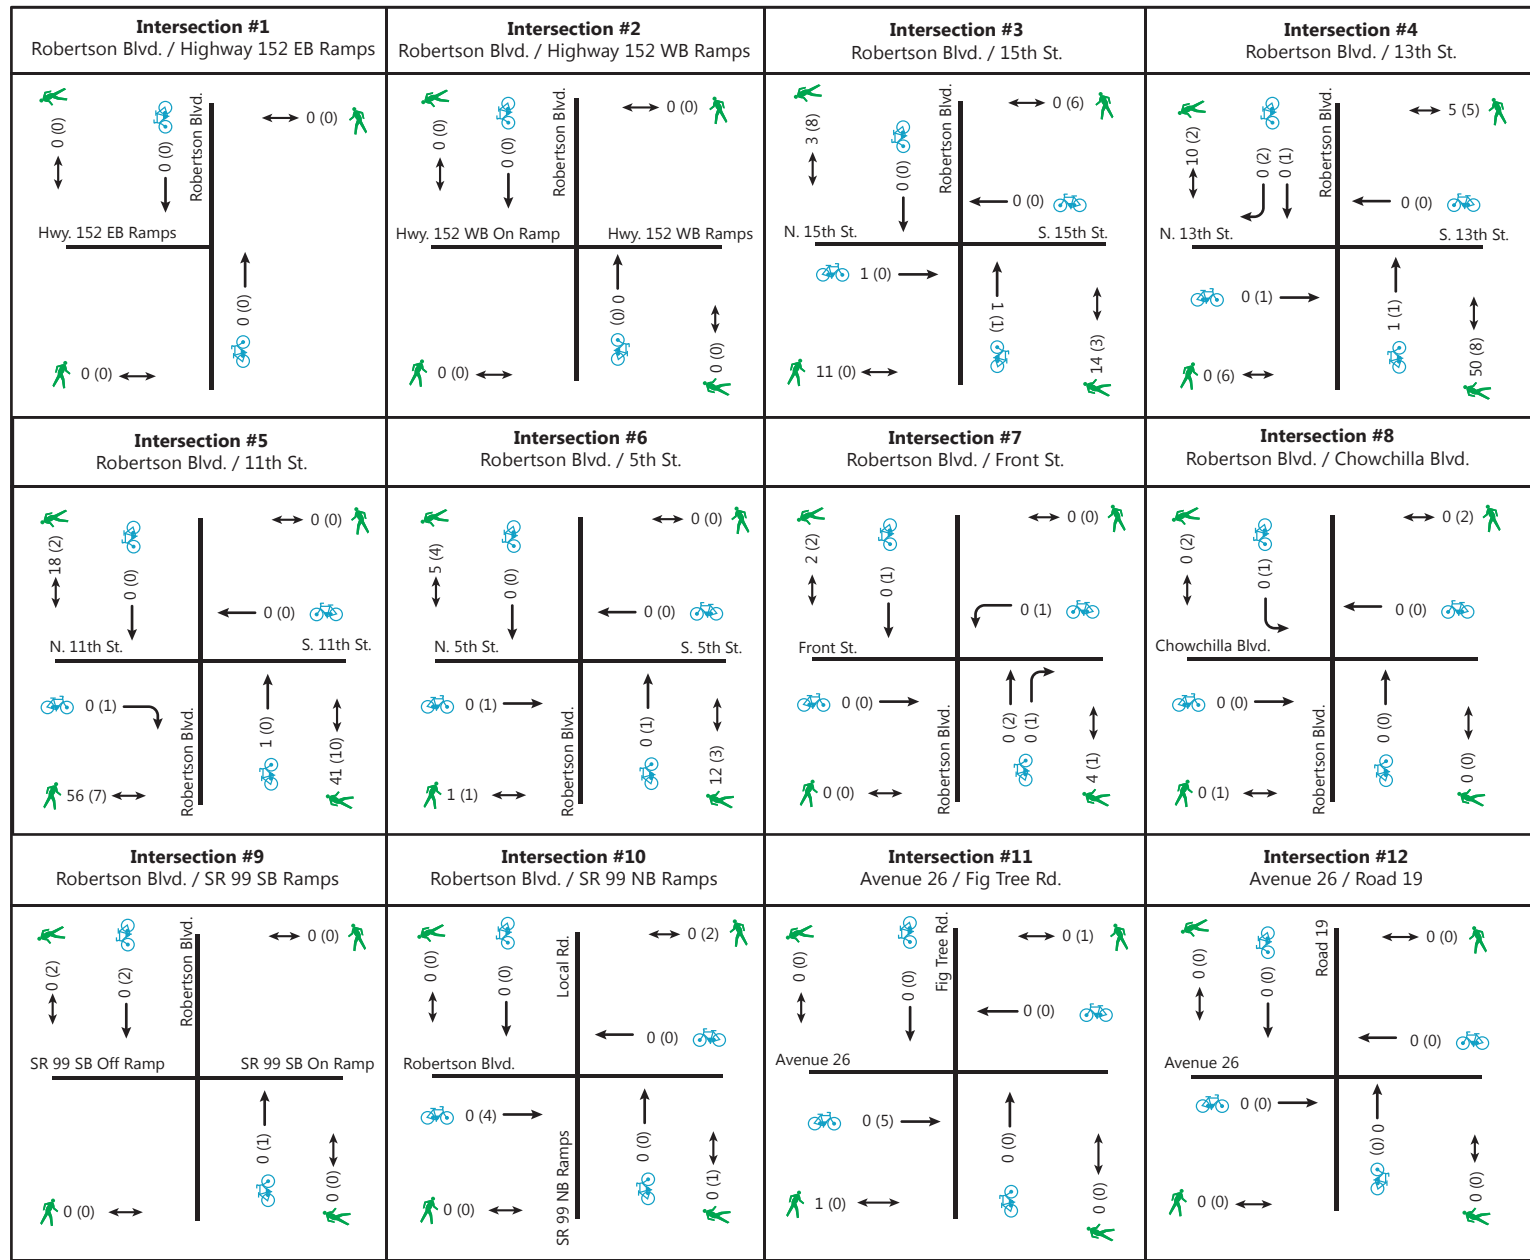 Intersection #1
Robertson Blvd. / Highway 152 EB Ramps
0 (0)
0 (0)
Robertson Blvd.
0 (0)
Hwy. 152 EB Ramps
0 (0)
0 (0)
Intersection #2
Robertson Blvd. / Highway 152 WB Ramps
0 (0)
0 (0)
Robertson Blvd.
0 (0)
Hwy. 152 WB On Ramp
Hwy. 152 WB Ramps
0 (0)
0 (0)
0 (0)
Intersection #3
Robertson Blvd. / 15th St.
3 (8)
0 (0)
Robertson Blvd.
0 (6)
0 (0)
N. 15th St.
S. 15th St.
1 (0)
1 (1)
14 (3)
11 (0)
Intersection #4
Robertson Blvd. / 13th St.
10 (2)
0 (2)
0 (1)
Robertson Blvd.
5 (5)
0 (0)
N. 13th St.
S. 13th St.
0 (1)
1 (1)
50 (8)
0 (6)
Intersection #5
Robertson Blvd. / 11th St.
18 (2)
0 (0)
0 (0)
0 (0)
N. 11th St.
S. 11th St.
0 (1)
Robertson Blvd.
1 (0)
41 (10)
56 (7)
Intersection #6
Robertson Blvd. / 5th St.
5 (4)
0 (0)
0 (0)
0 (0)
N. 5th St.
S. 5th St.
0 (1)
Robertson Blvd.
0 (1)
12 (3)
1 (1)
Intersection #7
Robertson Blvd. / Front St.
2 (2)
0 (1)
0 (0)
0 (1)
Front St.
0 (0)
Robertson Blvd.
0 (2)
0 (1)
4 (1)
0 (0)
Intersection #8
Robertson Blvd. / Chowchilla Blvd.
0 (2)
0 (1)
0 (2)
0 (0)
Chowchilla Blvd.
0 (0)
Robertson Blvd.
0 (0)
0 (0)
0 (1)
Intersection #9
Robertson Blvd. / SR 99 SB Ramps
0 (2)
0 (2)
Robertson Blvd.
0 (0)
SR 99 SB Off Ramp
SR 99 SB On Ramp
0 (1)
0 (0)
0 (0)
Intersection #10
Robertson Blvd. / SR 99 NB Ramps
0 (0)
0 (0)
Local Rd.
0 (2)
0 (0)
Robertson Blvd.
0 (4)
SR 99 NB Ramps
0 (0)
0 (1)
0 (0)
Intersection #11
Avenue 26 / Fig Tree Rd.
0 (0)
0 (0)
Fig Tree Rd.
0 (1)
0 (0)
Avenue 26
0 (5)
0 (0)
0 (0)
1 (0)
Intersection #12
Avenue 26 / Road 19
0 (0)
0 (0)
Road 19
0 (0)
0 (0)
Avenue 26
0 (0)
0 (0)
0 (0)
0 (0)